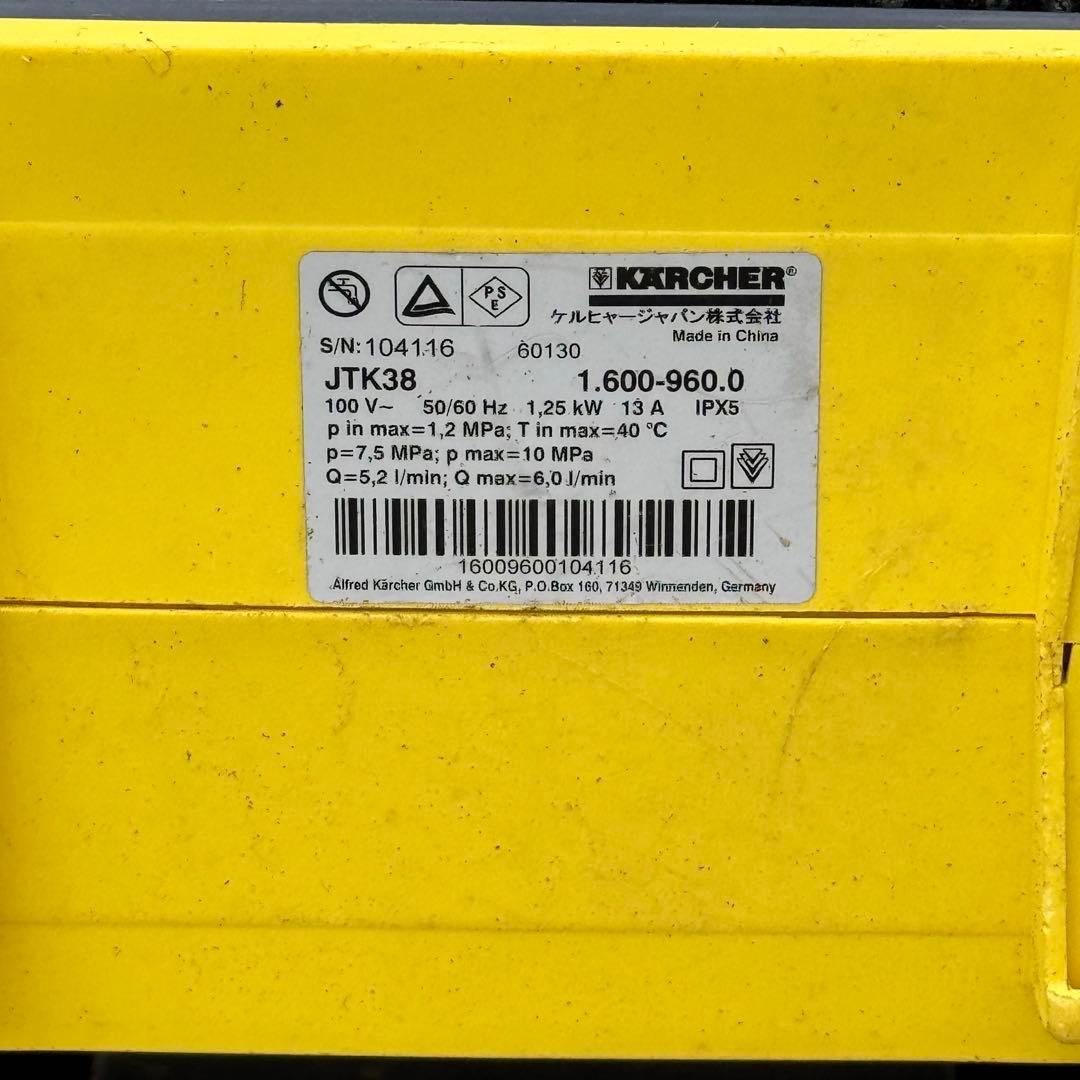 PS
E
KÄRCHER®
ケルヒャージャパン株式会社
Made in China
S/N: 104116 60130
JTK38 1.600-960.0
100 V~ 50/60 Hz 1,25 kW 13 A IPX5
p in max=1,2 MPa; T in max=40 °C
p=7,5 MPa; p max=10 MPa
Q=5,2 l/min; Q max=6,0 l/min
16009600104116
Alfred Kärcher GmbH & Co.KG, P.O.Box 160, 71349 Winnenden, Germany